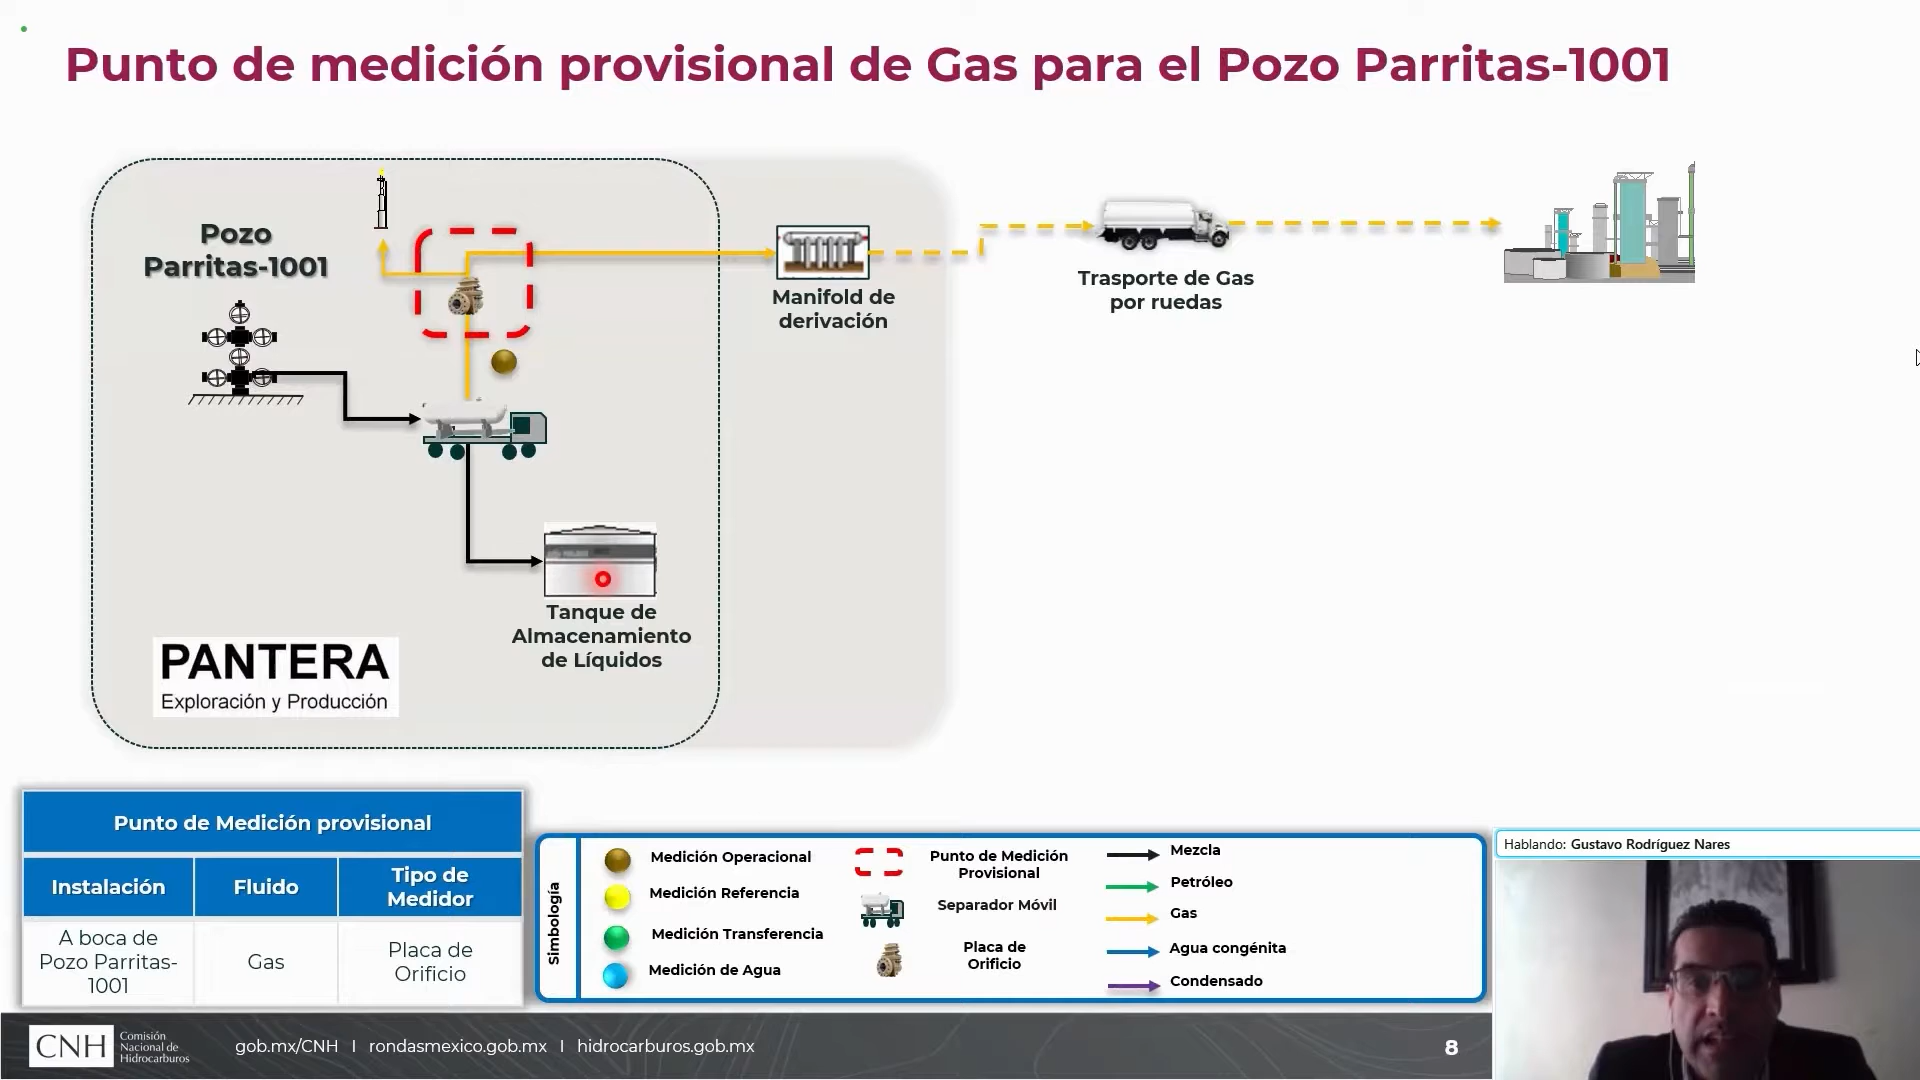 Punto de medición provisional de Gas para el Pozo Parritas-1001
Pozo
Parritas-1001
Manifold de
derivación
Trasporte de Gas
por ruedas
Tanque de
Almacenamiento
de Líquidos
PANTERA
Exploración y Producción
Punto de Medición provisional
Instalación
Fluido
Tipo de
Medidor
A boca de
Pozo Parritas-
1001
Gas
Placa de
Orificio
Simbología
Medición Operacional
Medición Referencia
Medición Transferencia
Medición de Agua
Punto de Medición
Provisional
Separador Móvil
Placa de
Orificio
Mezcla
Petróleo
Gas
Agua congénita
Condensado
Hablando: Gustavo Rodríguez Nares
CNH
Comisión
Nacional de
Hidrocarburos
gob.mx/CNH I rondasmexico.gob.mx I hidrocarburos.gob.mx
8